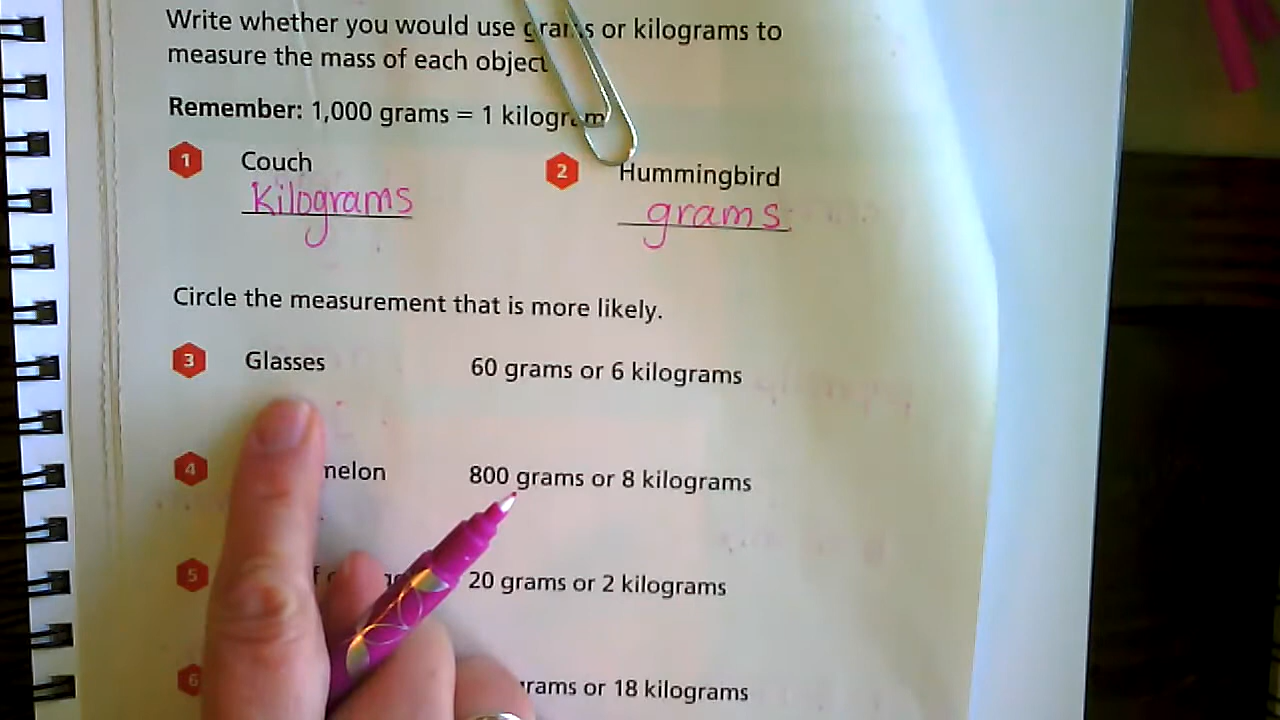 Write whether you would use grams or kilograms to
measure the mass of each object
Remember: 1,000 grams = 1 kilogram
1 Couch
Kilograms
2 Hummingbird
grams
Circle the measurement that is more likely.
3 Glasses 60 grams or 6 kilograms
4 melon 800 grams or 8 kilograms
5 20 grams or 2 kilograms
6 grams or 18 kilograms